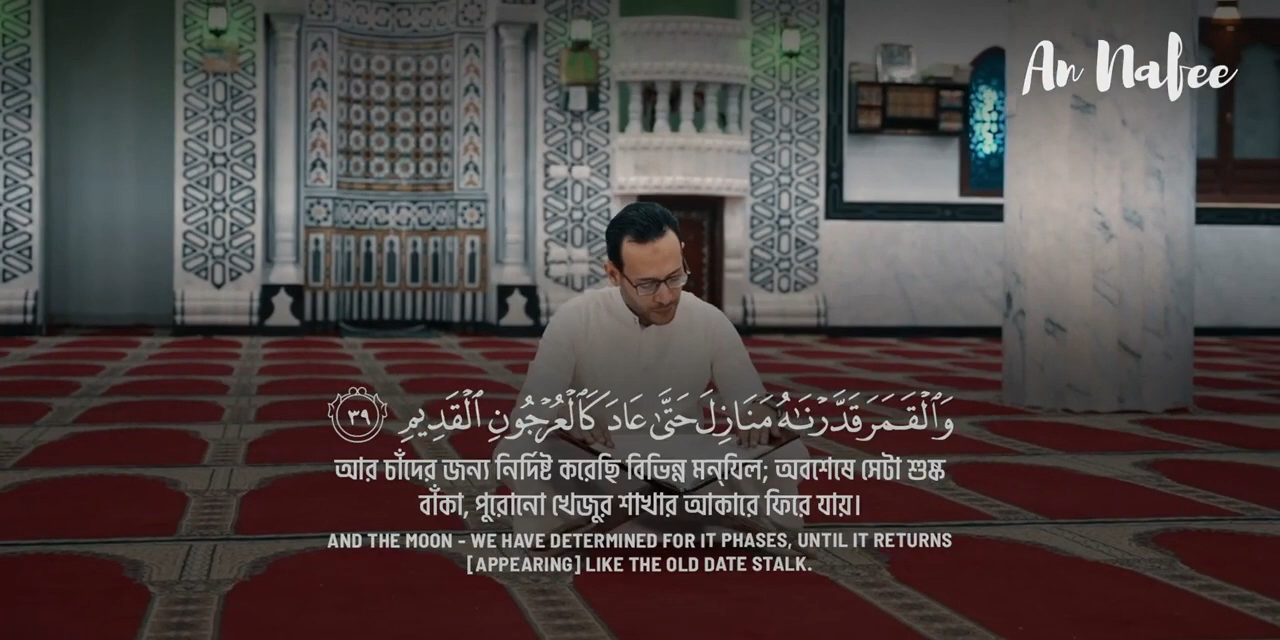 An Nafee
وَٱلْقَمَرَ قَدَّرْنَـٰهُ مَنَازِلَ حَتَّىٰ عَادَ كَٱلْعُرْجُونِ ٱلْقَدِيمِ ٣٩
আর চাঁদের জন্য নির্দিষ্ট করেছি বিভিন্ন মন্‌যিল; অবশেষে সেটা শুষ্ক
বাঁকা, পুরোনো খেজুর শাখার আকারে ফিরে যায়।
AND THE MOON - WE HAVE DETERMINED FOR IT PHASES, UNTIL IT RETURNS
[APPEARING] LIKE THE OLD DATE STALK.